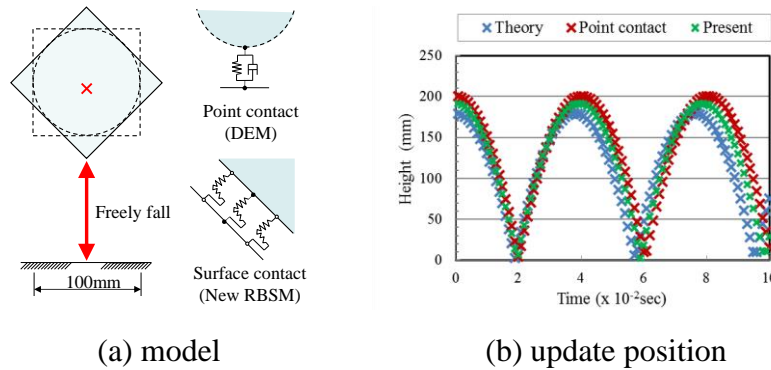 Point contact
(DEM)
Freely fall
100mm
Surface contact
(New RBSM)
(a) model
× Theory × Point contact × Present
250
200
150
100
50
0
Height (mm)
0 2 4 6 8 10
Time (x 10⁻²sec)
(b) update position